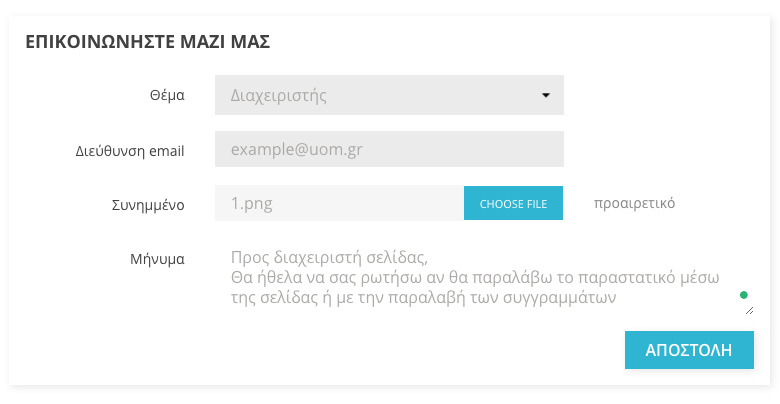 ΕΠΙΚΟΙΝΩΝΗΣΤΕ ΜΑΖΙ ΜΑΣ
Θέμα Διαχειριστής
Διεύθυνση email example@uom.gr
Συνημμένο 1.png CHOOSE FILE προαιρετικό
Μήνυμα Προς διαχειριστή σελίδας,
Θα ήθελα να σας ρωτήσω αν θα παραλάβω το παραστατικό μέσω
της σελίδας ή με την παραλαβή των συγγραμμάτων
ΑΠΟΣΤΟΛΗ